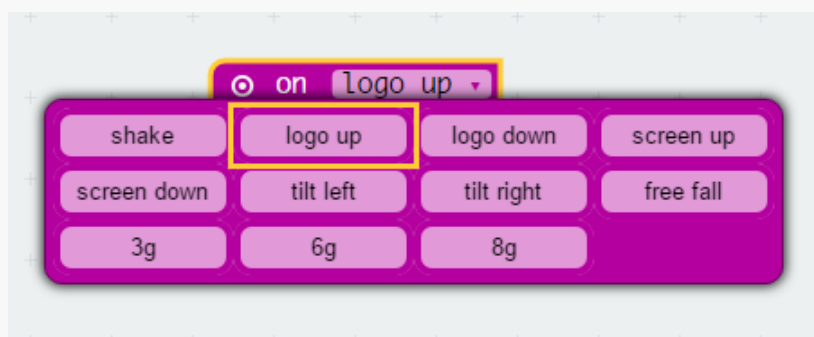 on logo up
shake logo up logo down screen up
screen down tilt left tilt right free fall
3g 6g 8g